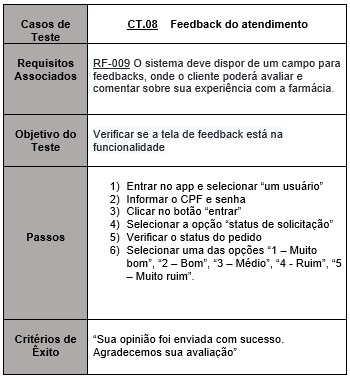 Casos de Teste
CT.08 Feedback do atendimento
Requisitos Associados
RF-009 O sistema deve dispor de um campo para
feedbacks, onde o cliente poderá avaliar e
comentar sobre sua experiência com a farmácia.
Objetivo do Teste
Verificar se a tela de feedback está na
funcionalidade
Passos
1) Entrar no app e selecionar “um usuário”
2) Informar o CPF e senha
3) Clicar no botão “entrar”
4) Selecionar a opção “status de solicitação”
5) Verificar o status do pedido
6) Selecionar uma das opções “1 – Muito
bom”, “2 – Bom”, “3 – Médio”, “4 - Ruim”, “5
– Muito ruim”.
Critérios de Êxito
“Sua opinião foi enviada com sucesso.
Agradecemos sua avaliação”